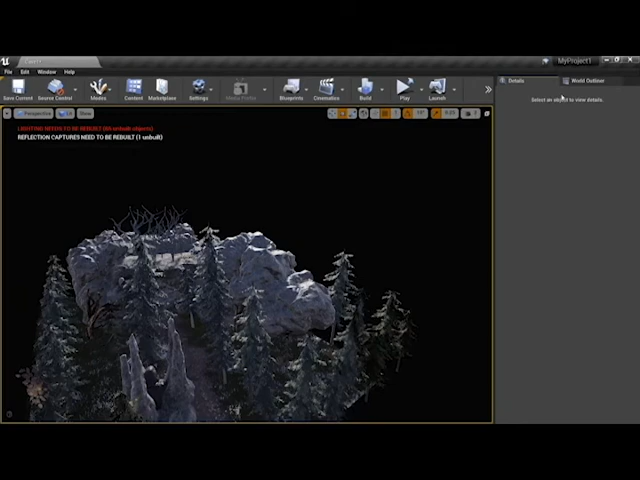 MyProject1
File Edit Window Help
Save Current Source Control Modes Content Marketplace Settings Media Profile Blueprints Cinematics Build Play Launch
Details World Outliner
Select an object to view details.
Perspective Lit Show
LIGHTING NEEDS TO BE REBUILT
REFLECTION CAPTURES NEED TO BE REBUILT (1 unbuilt)